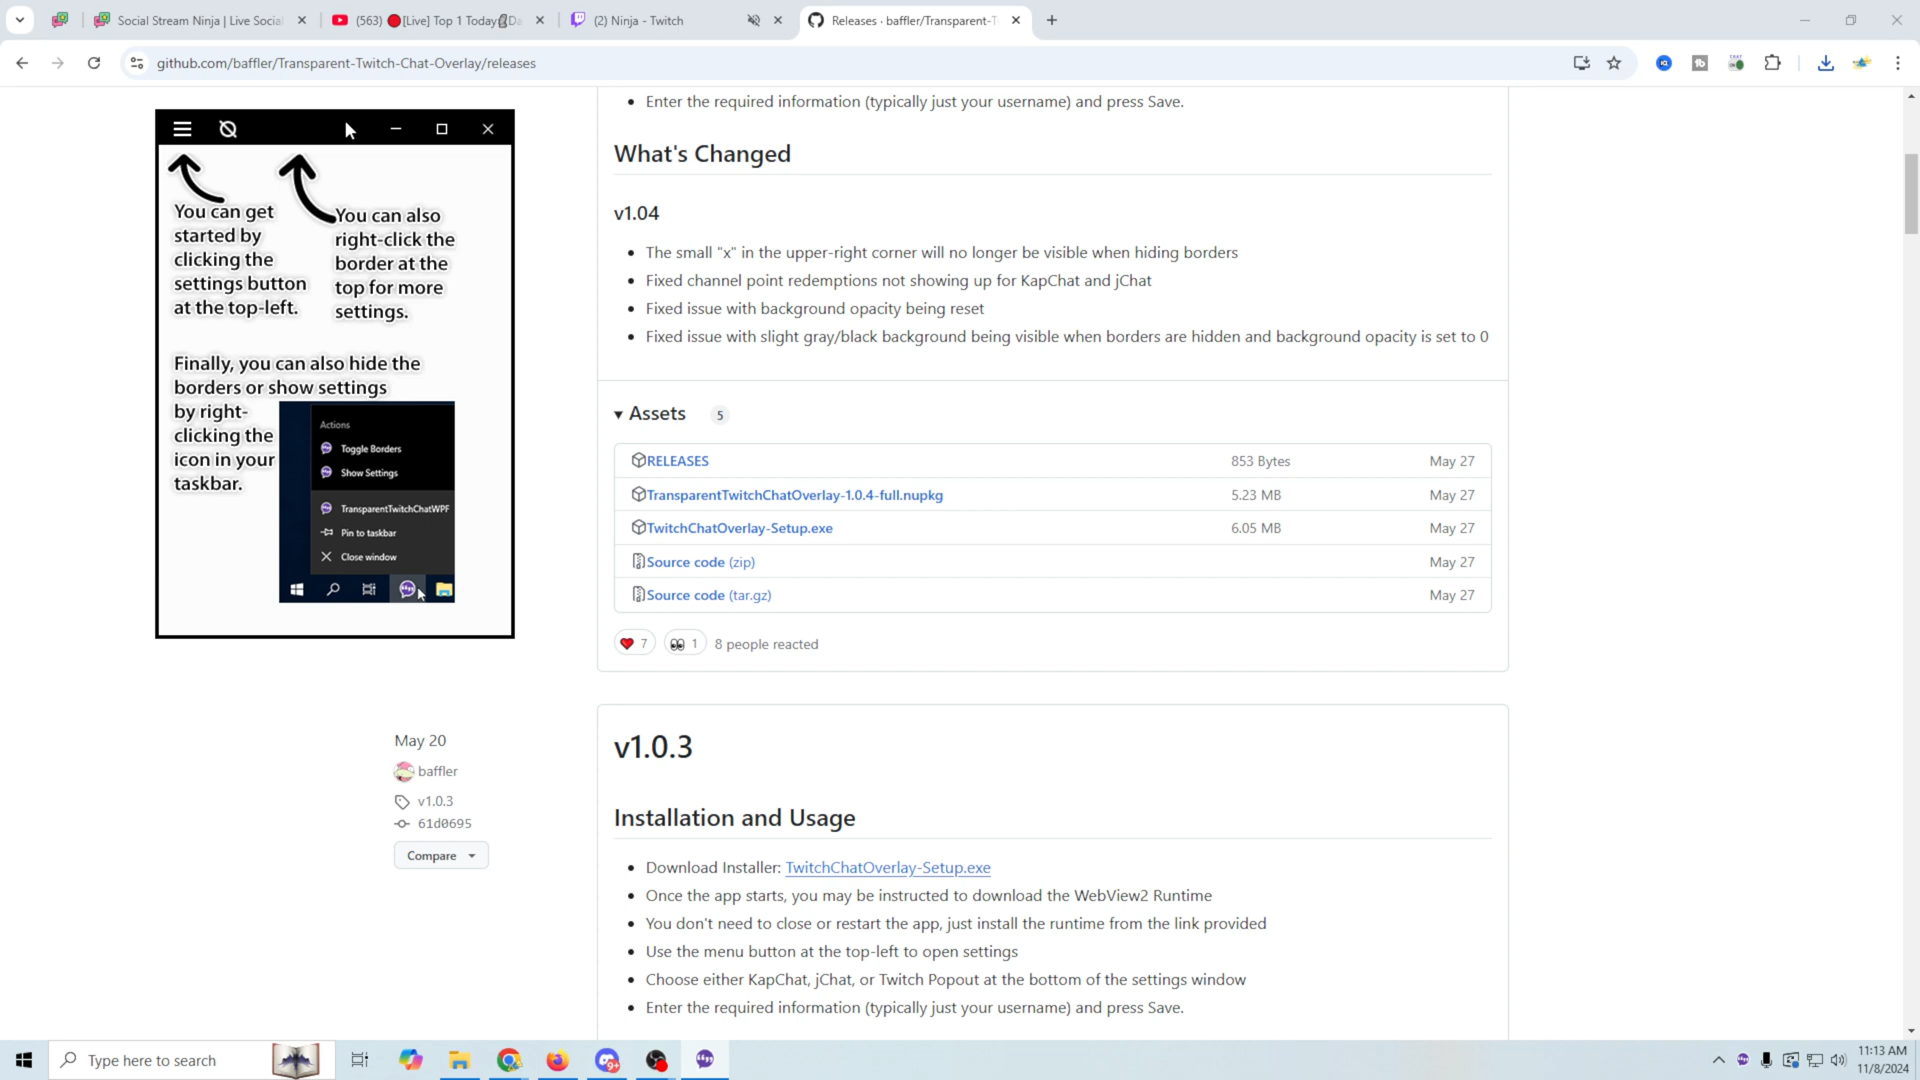 Social Stream Ninja | Live Social
(563) 🔴[Live] Top 1 Today
(2) Ninja - Twitch
Releases · baffler/Transparent-T
github.com/baffler/Transparent-Twitch-Chat-Overlay/releases
You can get
started by
clicking the
settings button
at the top-left.
You can also
right-click the
border at the
top for more
settings.
Finally, you can also hide the
borders or show settings
by right-
clicking the
icon in your
taskbar.
Actions
Toggle Borders
Show Settings
TransparentTwitchChatWPF
Pin to taskbar
Close window
• Enter the required information (typically just your username) and press Save.
What's Changed
v1.04
• The small "x" in the upper-right corner will no longer be visible when hiding borders
• Fixed channel point redemptions not showing up for KapChat and jChat
• Fixed issue with background opacity being reset
• Fixed issue with slight gray/black background being visible when borders are hidden and background opacity is set to 0
Assets 5
RELEASES 853 Bytes May 27
TransparentTwitchChatOverlay-1.0.4-full.nupkg 5.23 MB May 27
TwitchChatOverlay-Setup.exe 6.05 MB May 27
Source code (zip) May 27
Source code (tar.gz) May 27
❤️ 7 👀 1 8 people reacted
May 20
baffler
v1.0.3
61d0695
Compare
v1.0.3
Installation and Usage
• Download Installer: TwitchChatOverlay-Setup.exe
• Once the app starts, you may be instructed to download the WebView2 Runtime
• You don't need to close or restart the app, just install the runtime from the link provided
• Use the menu button at the top-left to open settings
• Choose either KapChat, jChat, or Twitch Popout at the bottom of the settings window
• Enter the required information (typically just your username) and press Save.
Type here to search
9+
11:13 AM
11/8/2024